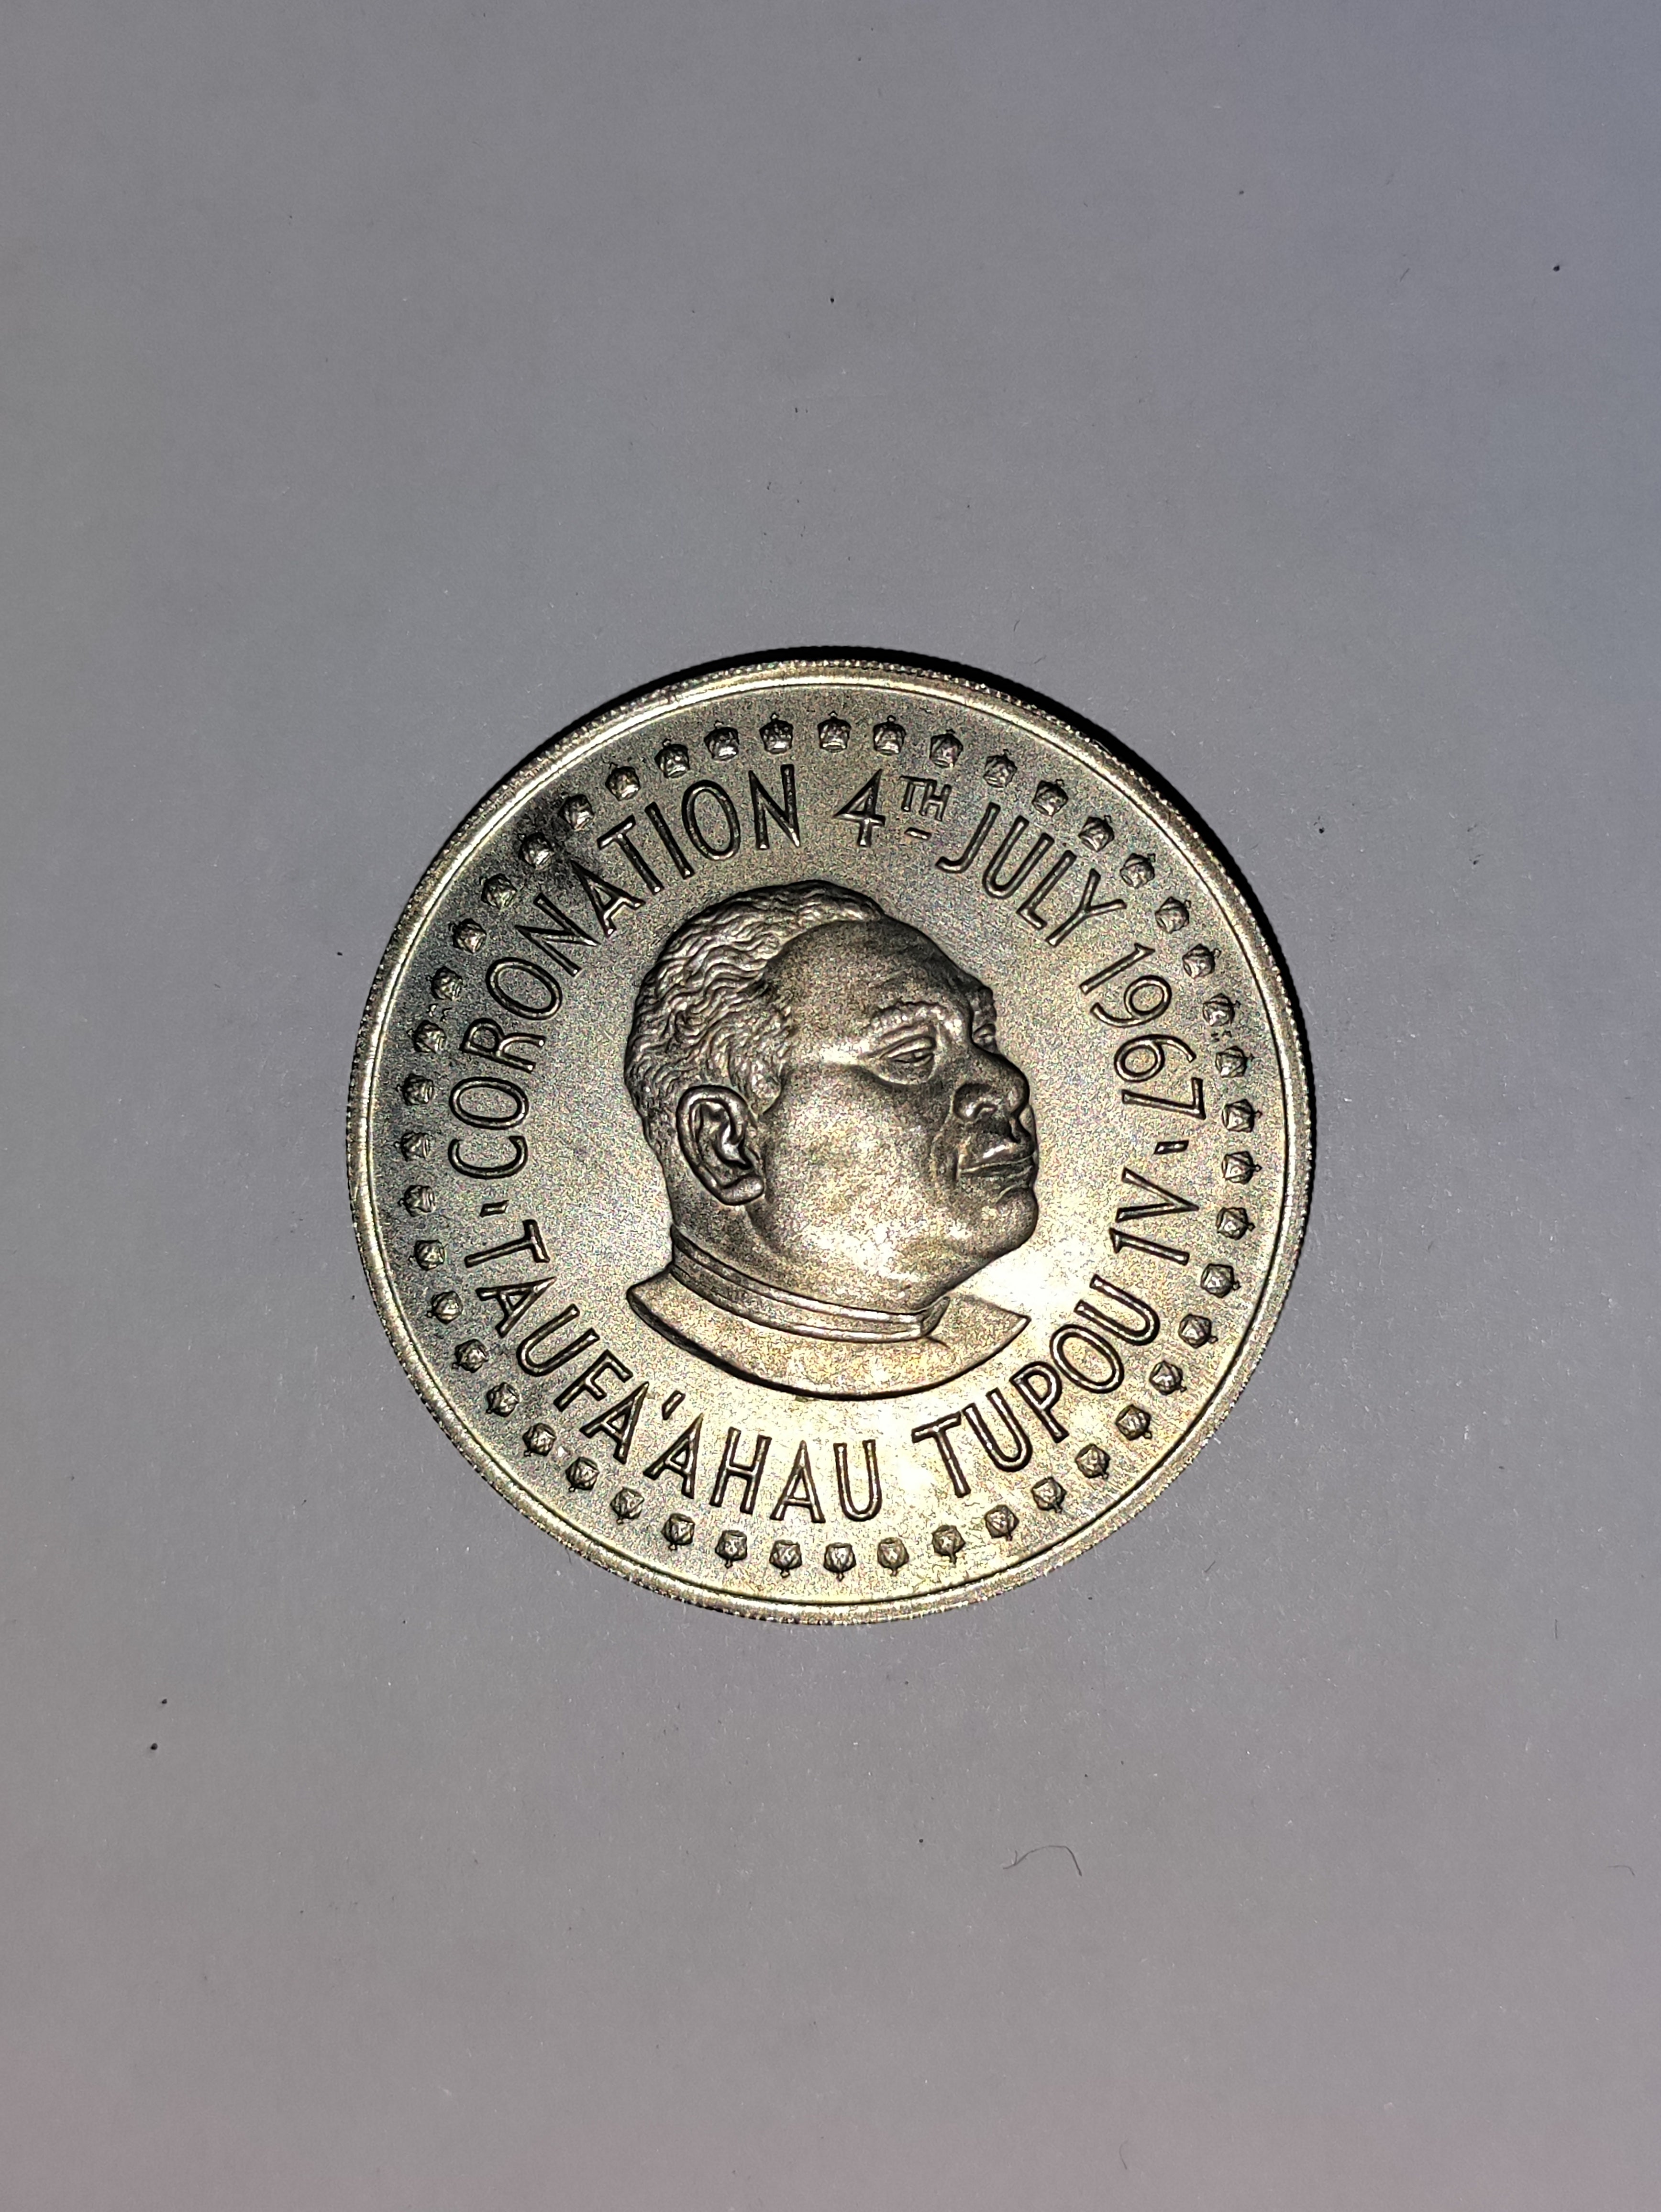 ·CORONATION 4TH JULY 1967·
TAUFA'AHAU TUPOU IV